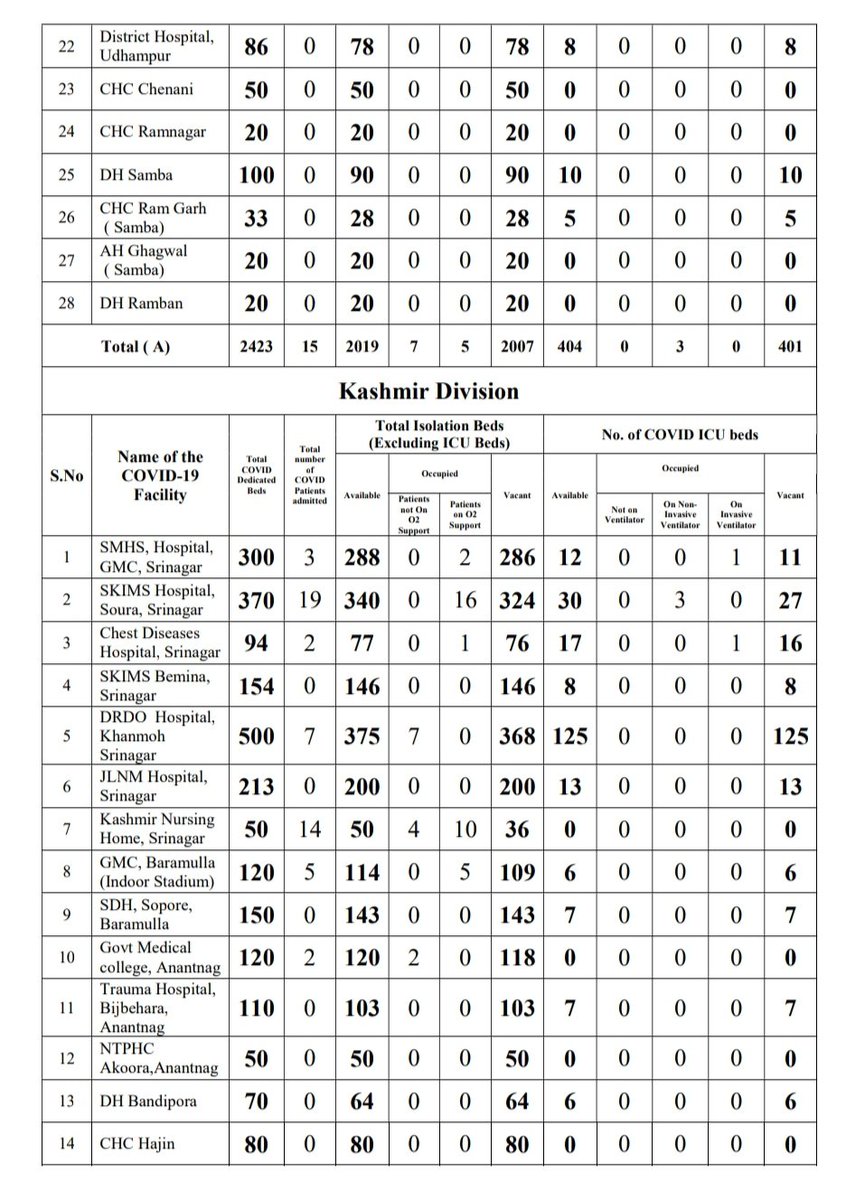 22 District Hospital, Udhampur 86 0 78 0 0 78 8 0 0 0 8
23 CHC Chenani 50 0 50 0 0 50 0 0 0 0 0
24 CHC Ramnagar 20 0 20 0 0 20 0 0 0 0 0
25 DH Samba 100 0 90 0 0 90 10 0 0 0 10
26 CHC Ram Garh ( Samba) 33 0 28 0 0 28 5 0 0 0 5
27 AH Ghagwal ( Samba) 20 0 20 0 0 20 0 0 0 0 0
28 DH Ramban 20 0 20 0 0 20 0 0 0 0 0
Total ( A) 2423 15 2019 7 5 2007 404 0 3 0 401
Kashmir Division
S.No
Name of the COVID-19 Facility
Total COVID Dedicated Beds
Total number of COVID Patients admitted
Total Isolation Beds (Excluding ICU Beds)
Available
Occupied
Patients not On O2 Support
Patients on O2 Support
Vacant
No. of COVID ICU beds
Available
Occupied
Not on Ventilator
On Non-Invasive Ventilator
On Invasive Ventilator
Vacant
1 SMHS, Hospital, GMC, Srinagar 300 3 288 0 2 286 12 0 0 1 11
2 SKIMS Hospital, Soura, Srinagar 370 19 340 0 16 324 30 0 3 0 27
3 Chest Diseases Hospital, Srinagar 94 2 77 0 1 76 17 0 0 1 16
4 SKIMS Bemina, Srinagar 154 0 146 0 0 146 8 0 0 0 8
5 DRDO Hospital, Khanmoh Srinagar 500 7 375 7 0 368 125 0 0 0 125
6 JLNM Hospital, Srinagar 213 0 200 0 0 200 13 0 0 0 13
7 Kashmir Nursing Home, Srinagar 50 14 50 4 10 36 0 0 0 0 0
8 GMC, Baramulla (Indoor Stadium) 120 5 114 0 5 109 6 0 0 0 6
9 SDH, Sopore, Baramulla 150 0 143 0 0 143 7 0 0 0 7
10 Govt Medical college, Anantnag 120 2 120 2 0 118 0 0 0 0 0
11 Trauma Hospital, Bijbehara, Anantnag 110 0 103 0 0 103 7 0 0 0 7
12 NTPHC Akoora,Anantnag 50 0 50 0 0 50 0 0 0 0 0
13 DH Bandipora 70 0 64 0 0 64 6 0 0 0 6
14 CHC Hajin 80 0 80 0 0 80 0 0 0 0 0